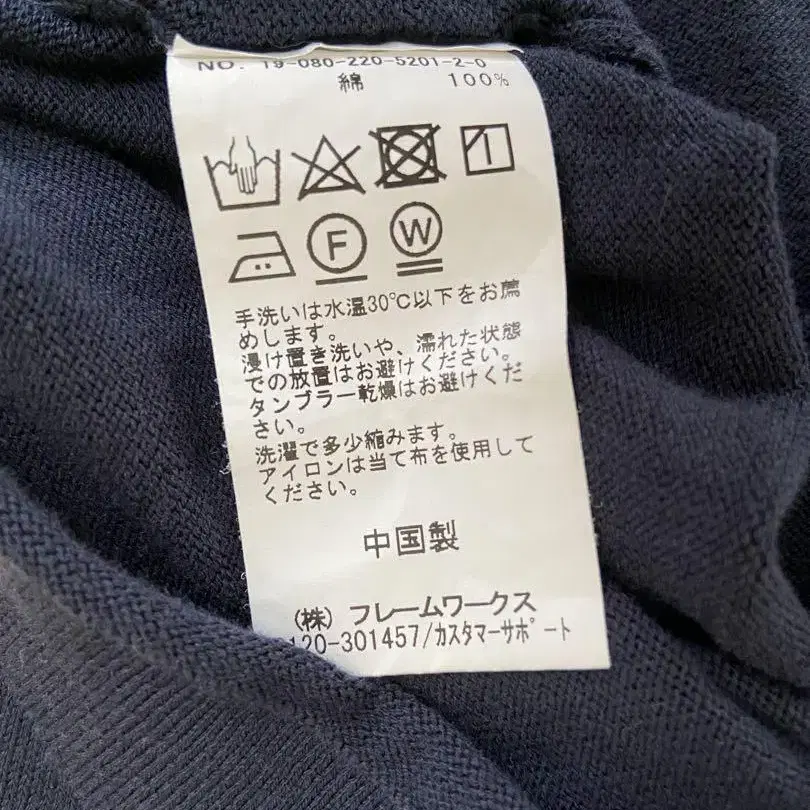 NO. 19-080-220-5201-2-0
綿 100%
F W
手洗いは水温30℃以下をお薦
めします。
浸け置き洗いや、濡れた状態
での放置はお避けください。
タンブラー乾燥はお避けくだ
さい。
洗濯で多少縮みます。
アイロンは当て布を使用して
ください。
中国製
(株) フレームワークス
120-301457/カスタマーサポート